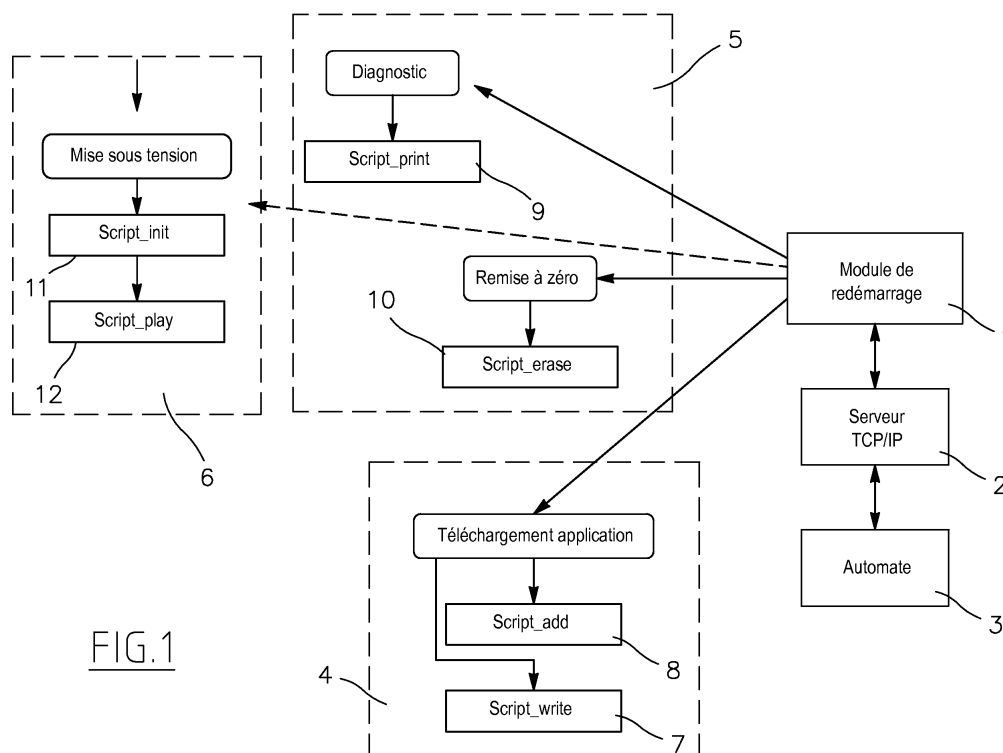 5
Diagnostic
Script_print
9
Mise sous tension
Script_init
11
Script_play
12
6
Remise à zéro
10
Script_erase
Module de
redémarrage
Serveur
TCP/IP
2
Automate
3
Téléchargement application
Script_add
8
4
Script_write
7
FIG.1